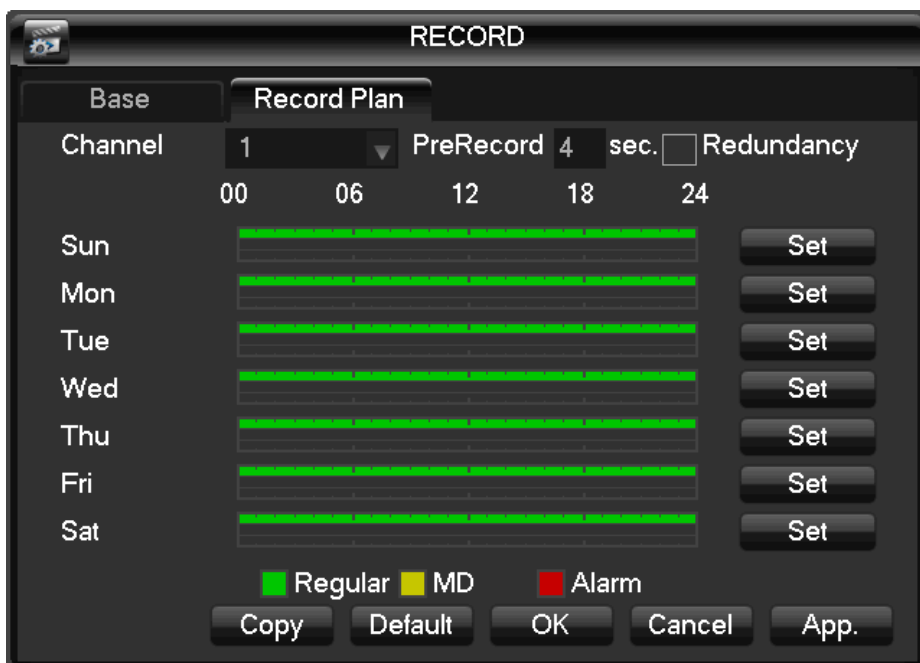 RECORD
Base Record Plan
Channel 1 PreRecord 4 sec. Redundancy
00 06 12 18 24
Sun Set
Mon Set
Tue Set
Wed Set
Thu Set
Fri Set
Sat Set
Regular MD Alarm
Copy Default OK Cancel App.